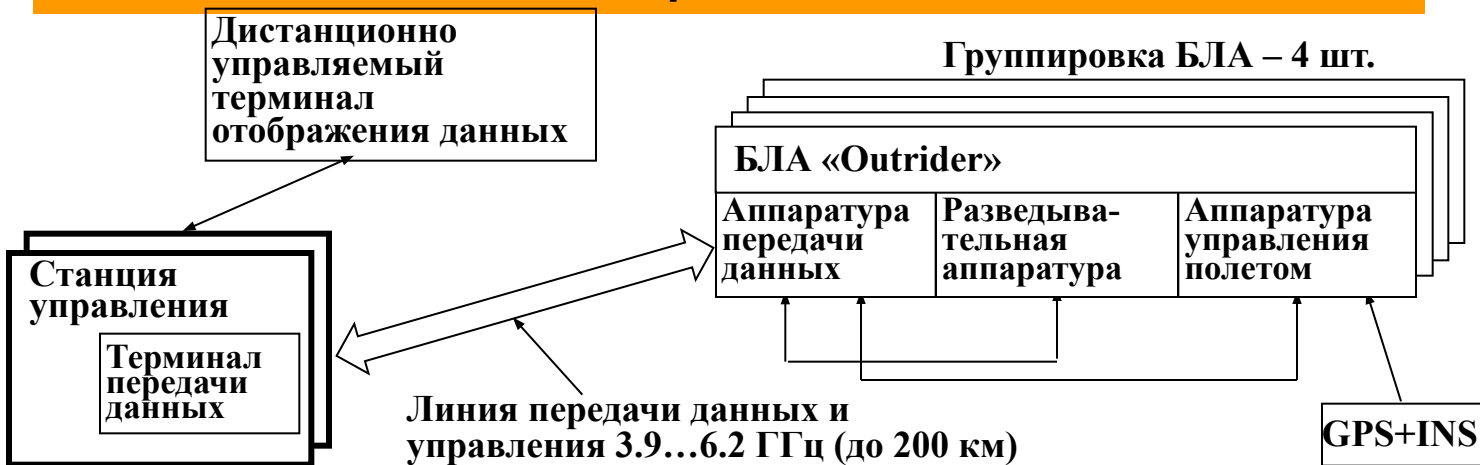 Дистанционно
управляемый
терминал
отображения данных
Группировка БЛА – 4 шт.
БЛА «Outrider»
Аппаратура
передачи
данных
Разведыва-
тельная
аппаратура
Аппаратура
управления
полетом
Станция
управления
Терминал
передачи
данных
Линия передачи данных и
управления 3.9…6.2 ГГц (до 200 км)
GPS+INS